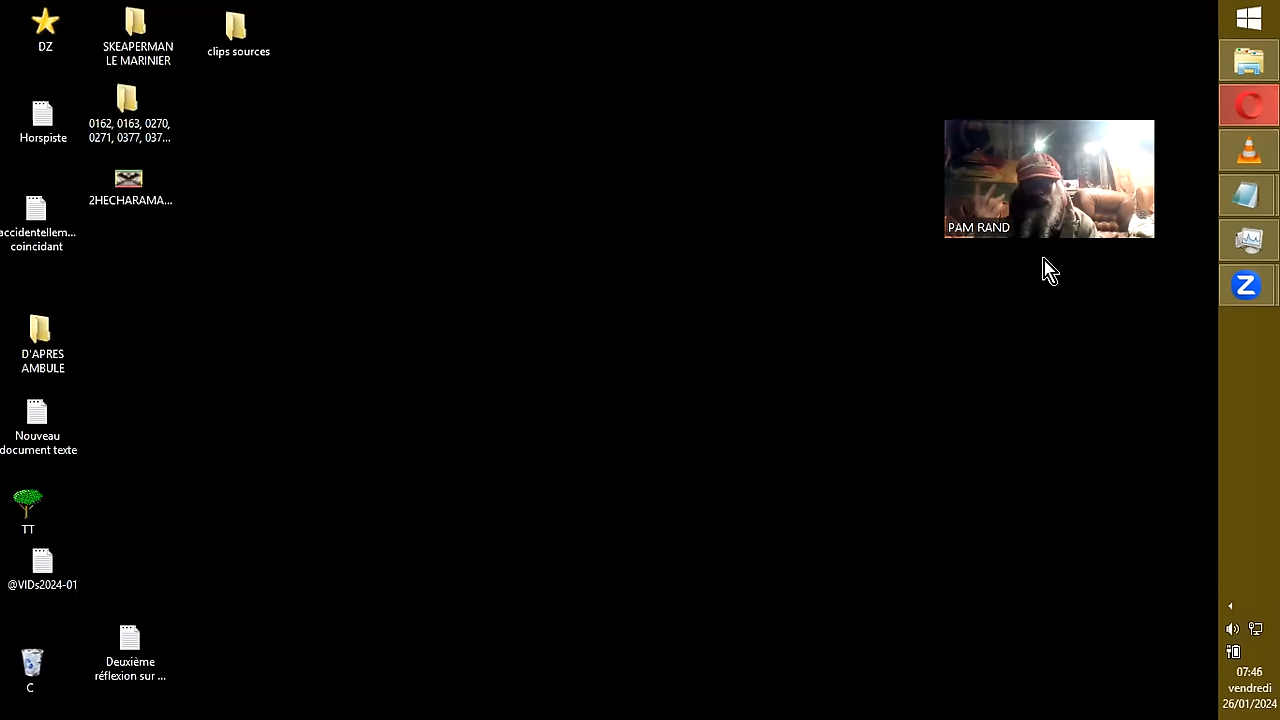 DZ
SKEAPERMAN
LE MARINIER
clips sources
Horspiste
0162, 0163, 0270,
0271, 0377, 037...
2HECHARAMA...
accidentellem...
coincidant
PAM RAND
D'APRES
AMBULE
Nouveau
document texte
TT
@VIDs2024-01
Deuxième
réflexion sur ...
C
Z
07:46
vendredi
26/01/2024